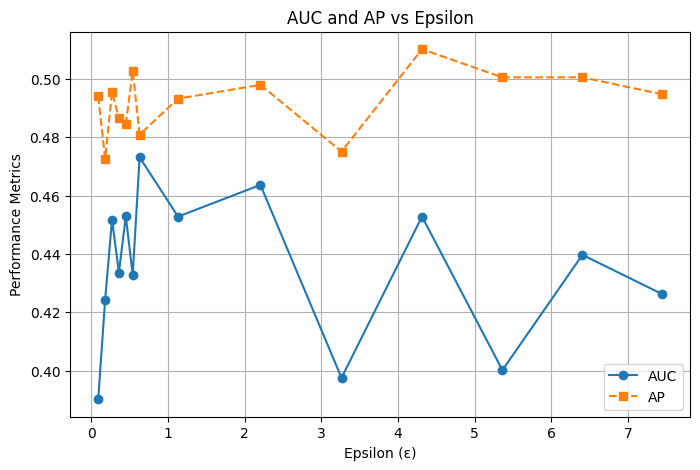 AUC and AP vs Epsilon
Performance Metrics
0.50
0.48
0.46
0.44
0.42
0.40
0
1
2
3
4
5
6
7
Epsilon (ε)
AUC
AP